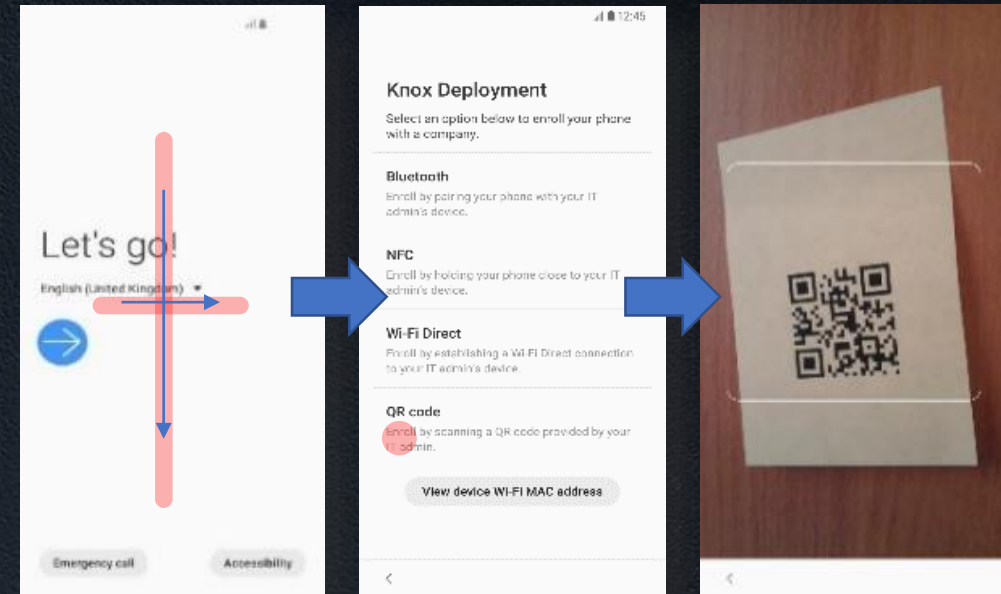 Let's go!
English (United Kingdom)
Emergency call
Accessibility
12:45
Knox Deployment
Select an option below to enroll your phone
with a company.
Bluetooth
Enroll by pairing your phone with your IT
admin's device.
NFC
Enroll by holding your phone close to your IT
admin's device.
Wi-Fi Direct
Enroll by establishing a Wi-Fi Direct connection
to your IT admin's device.
QR code
Enroll by scanning a QR code provided by your
IT admin.
View device Wi-Fi MAC address